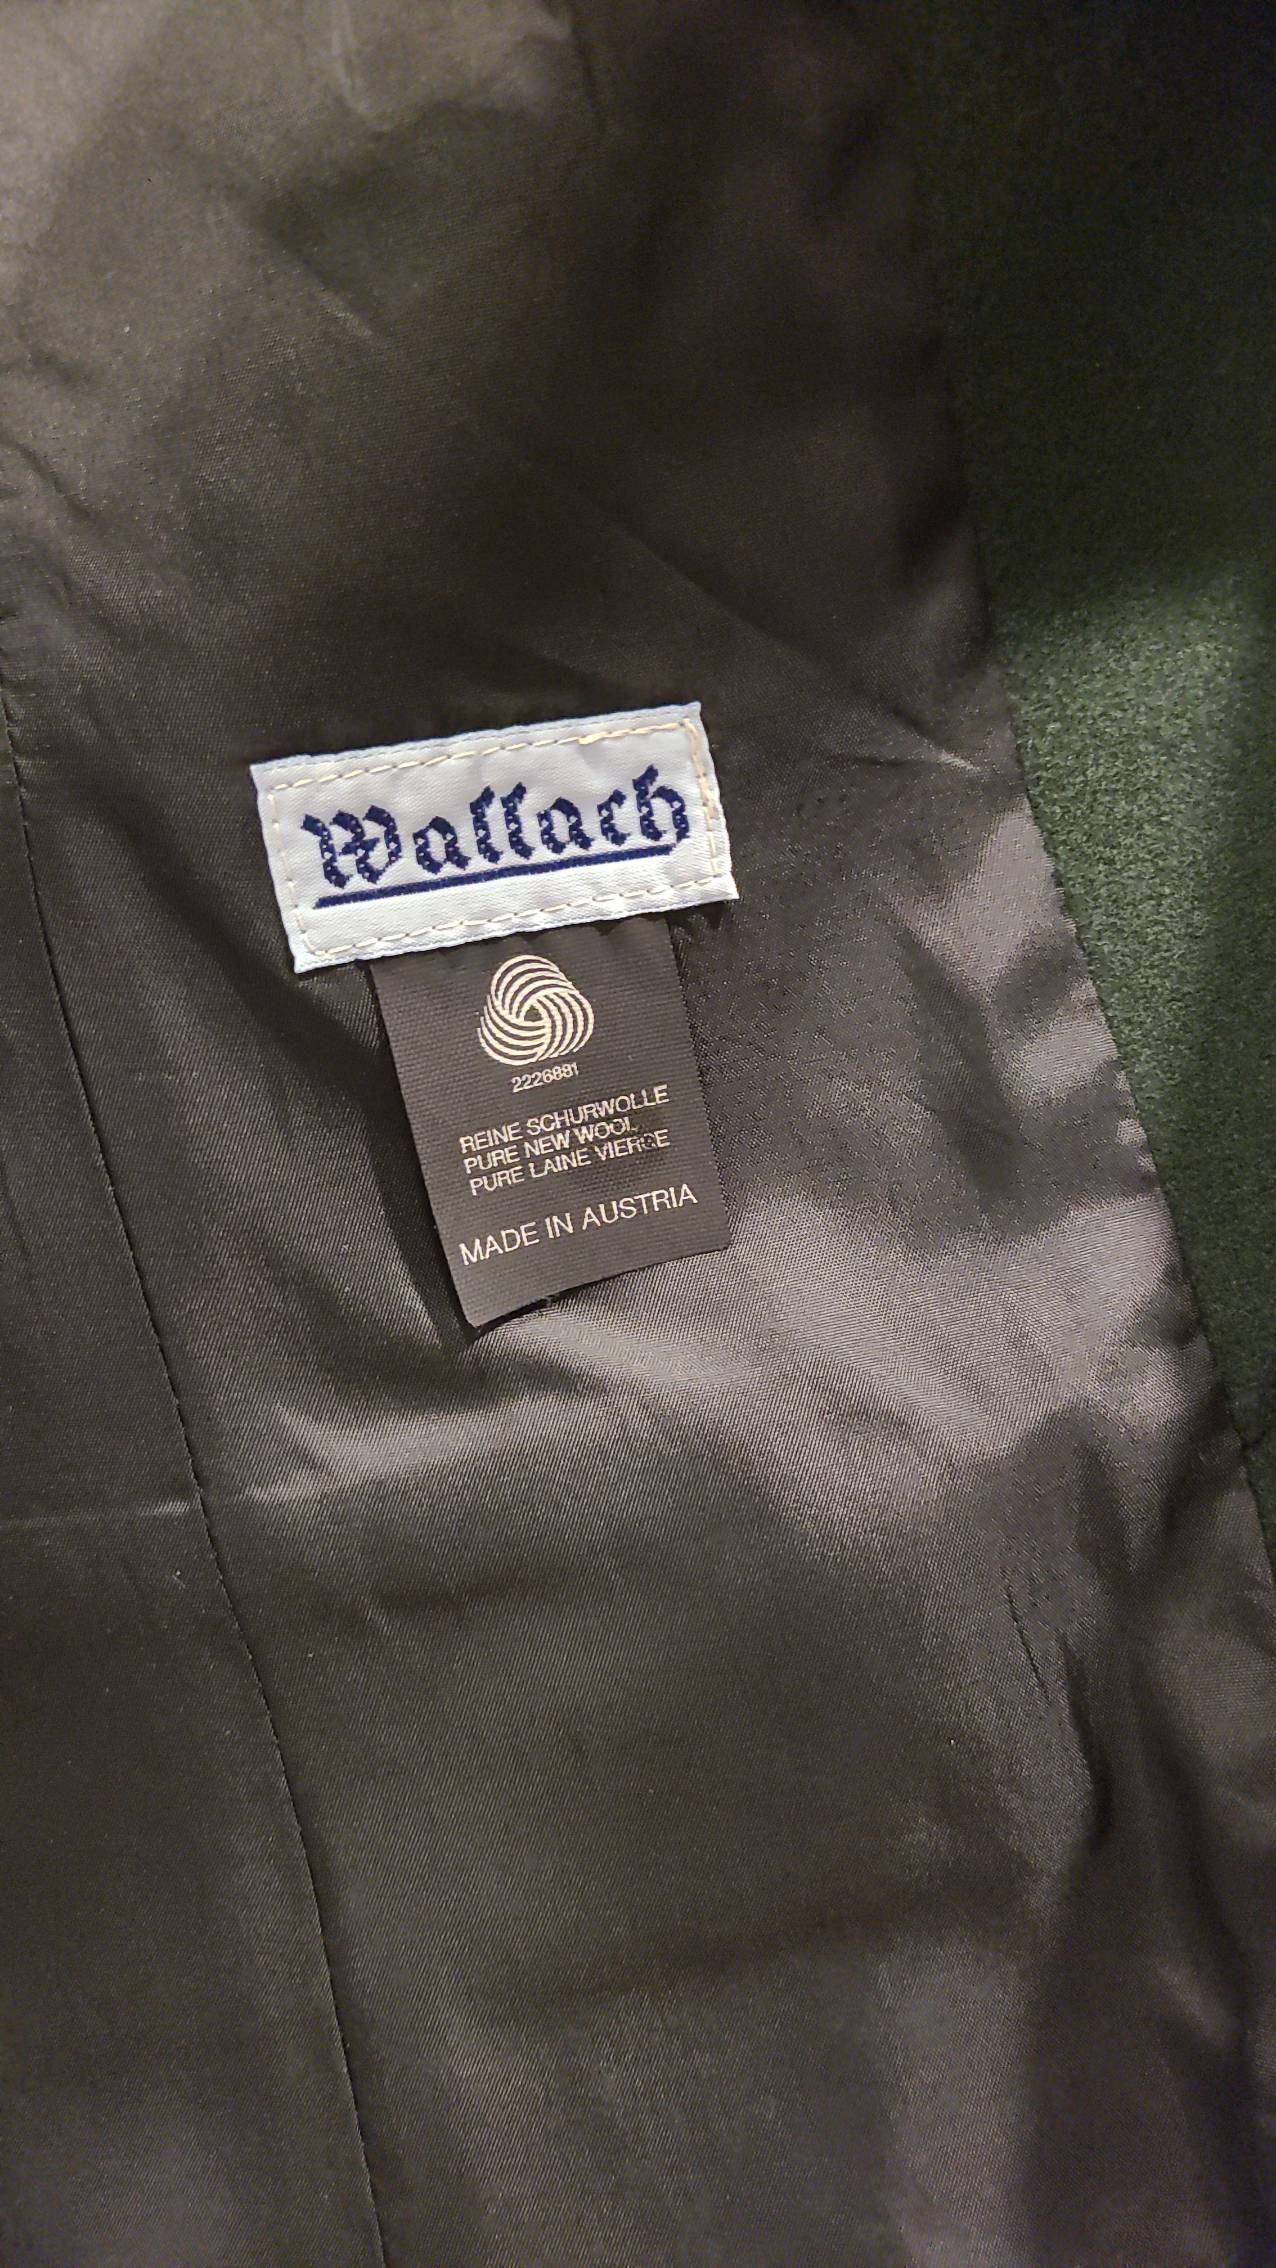 Wallach
2226881
REINE SCHURWOLLE
PURE NEW WOOL
PURE LAINE VIERGE
MADE IN AUSTRIA